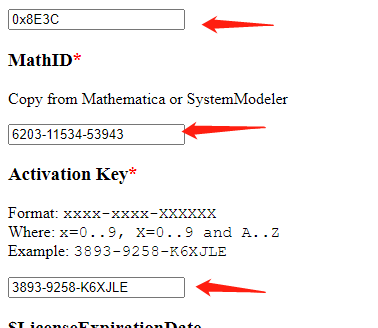 0x8E3C
MathID*
Copy from Mathematica or SystemModeler
6203-11534-53943
Activation Key*
Format: xxxx-xxxx-XXXXXX
Where: x=0..9, X=0..9 and A..Z
Example: 3893-9258-K6XJLE
3893-9258-K6XJLE
$LicenseExpirationDate